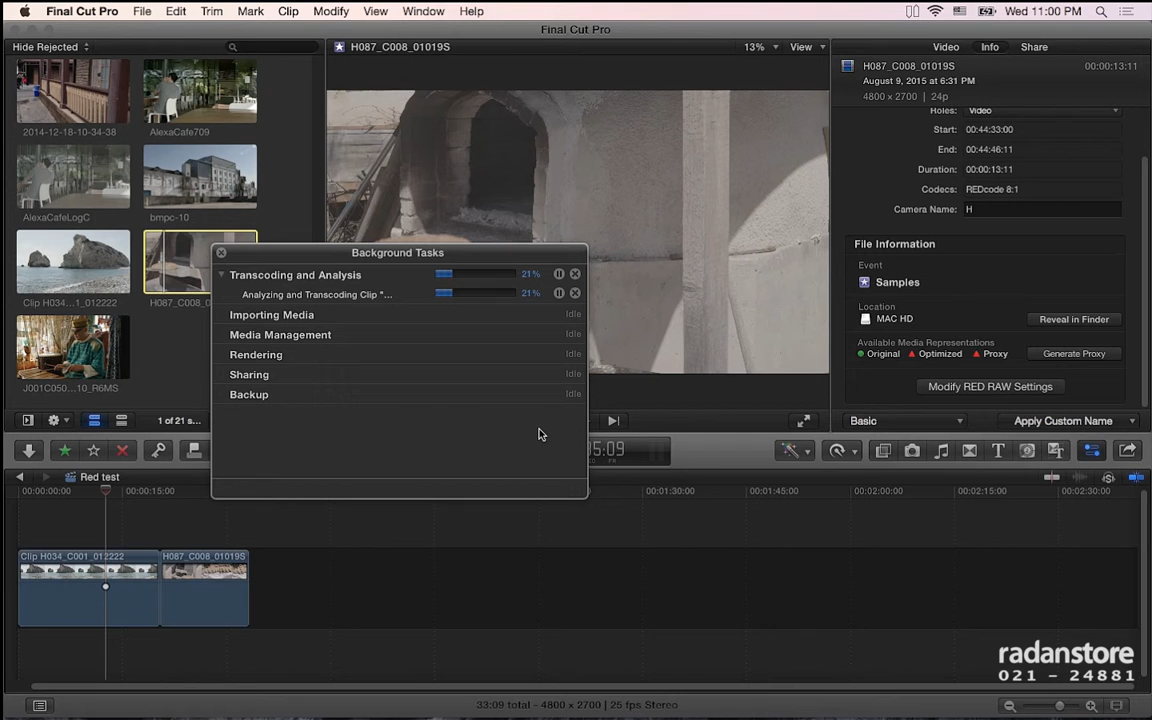 Final Cut Pro File Edit Trim Mark Clip Modify View Window Help Wed 11:00 PM
Final Cut Pro
Hide Rejected
H087_C008_01019S 13% View
Video Info Share
2014-12-18-10-34-38 AlexaCafe709
AlexaCafeLogC bmpc-10
Clip H034...1_012222
J001C050..._10_R6MS
1 of 21 s...
H087_C008_01019S 00:00:13:11
August 9, 2015 at 6:31 PM
4800 × 2700 | 24p
Roles: Video
Start: 00:44:33:00
End: 00:44:46:11
Duration: 00:00:13:11
Codecs: REDcode 8:1
Camera Name: H
File Information
Event
Samples
Location
MAC HD Reveal in Finder
Available Media Representations
Original Optimized Proxy Generate Proxy
Modify RED RAW Settings
Basic Apply Custom Name
Background Tasks
Transcoding and Analysis 21%
Analyzing and Transcoding Clip "... 21%
Importing Media Idle
Media Management Idle
Rendering Idle
Sharing Idle
Backup Idle
05:09
Red test
00:00:00:00 00:00:15:00 00:01:30:00 00:01:45:00 00:02:00:00 00:02:15:00 00:02:30:00
Clip H034_C001_012222 H087_C008_01019S
radanstore
021 - 24881
33:09 total - 4800 × 2700 | 25 fps Stereo